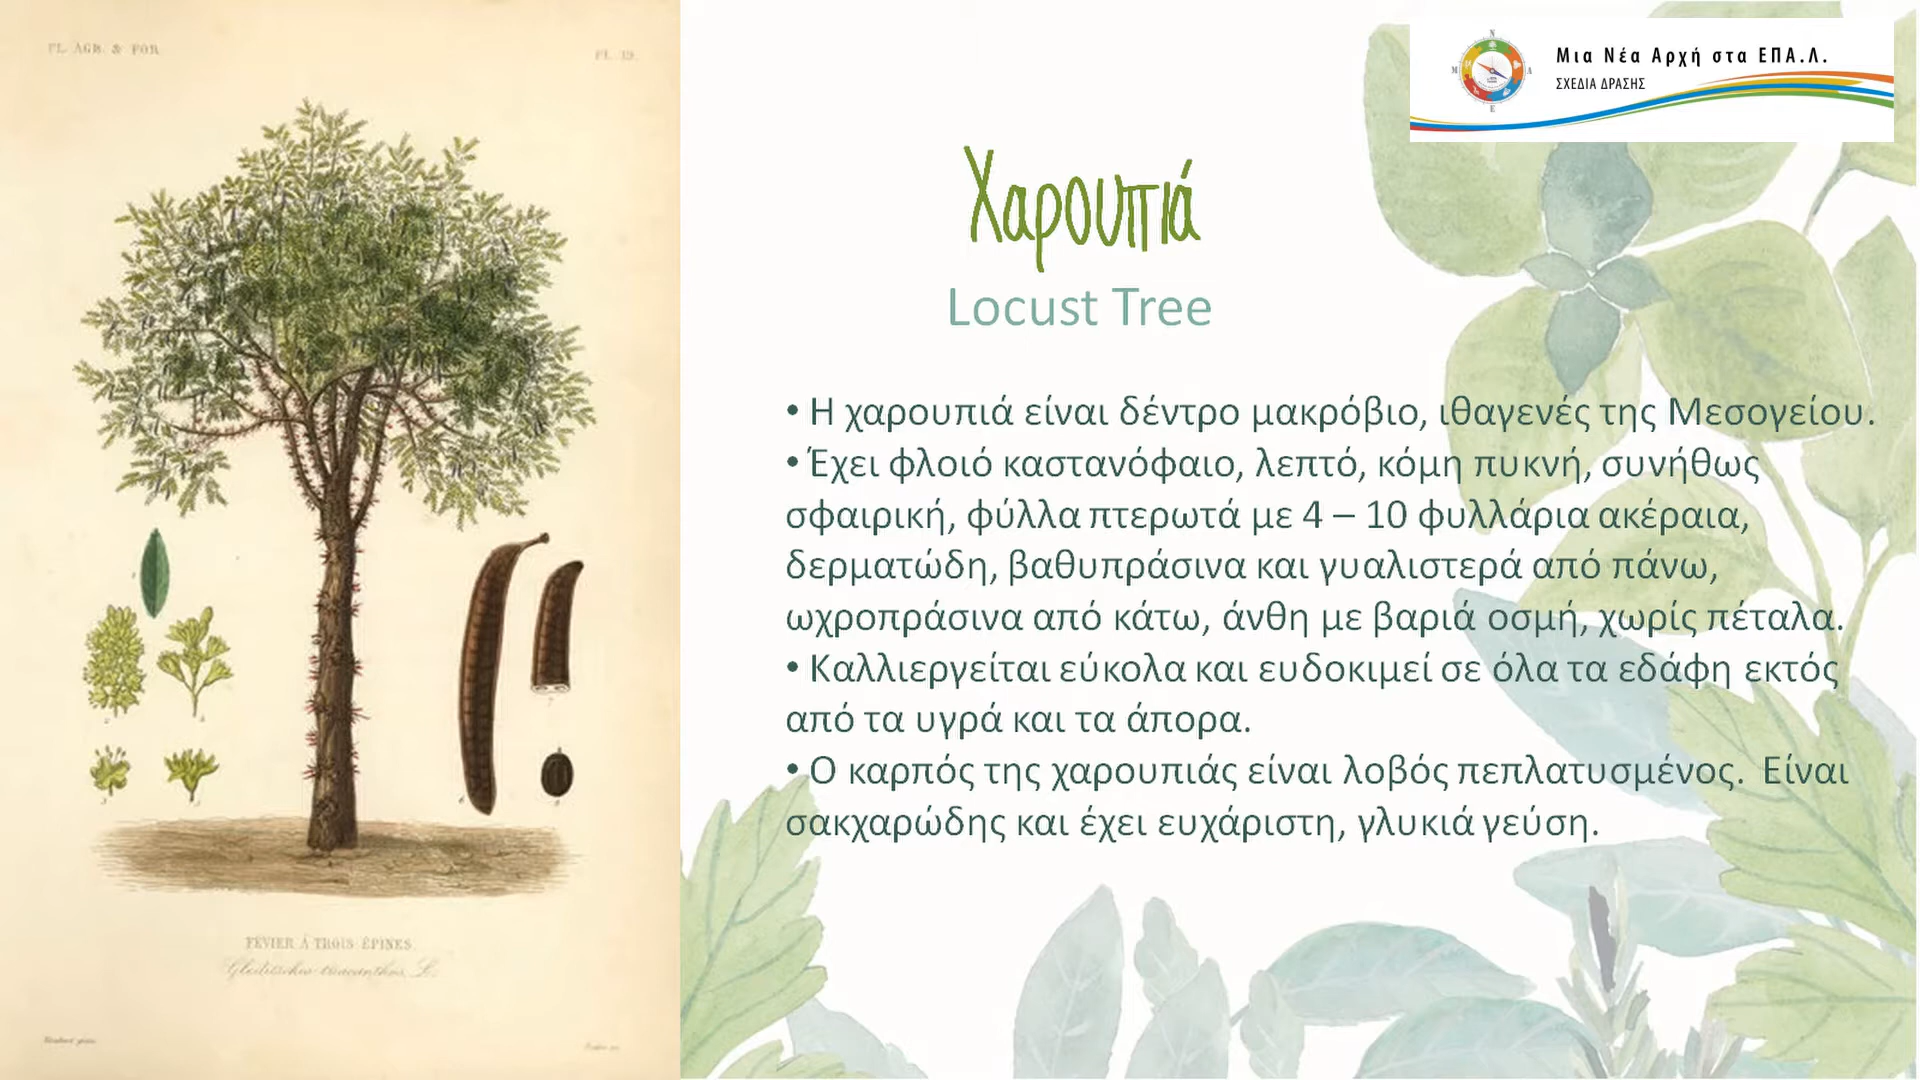 PL. AGR. & FOR.
PL. 19.
FÉVIER À TROIS ÉPINES
Gleditschia triacanthos L.
Μια Νέα Αρχή στα ΕΠΑ.Λ.
ΣΧΕΔΙΑ ΔΡΑΣΗΣ
Χαρουπιά
Locust Tree
• Η χαρουπιά είναι δέντρο μακρόβιο, ιθαγενές της Μεσογείου.
• Έχει φλοιό καστανόφαιο, λεπτό, κόμη πυκνή, συνήθως
σφαιρική, φύλλα πτερωτά με 4 – 10 φυλλάρια ακέραια,
δερματώδη, βαθυπράσινα και γυαλιστερά από πάνω,
ωχροπράσινα από κάτω, άνθη με βαριά οσμή, χωρίς πέταλα.
• Καλλιεργείται εύκολα και ευδοκιμεί σε όλα τα εδάφη εκτός
από τα υγρά και τα άπορα.
• Ο καρπός της χαρουπιάς είναι λοβός πεπλατυσμένος. Είναι
σακχαρώδης και έχει ευχάριστη, γλυκιά γεύση.